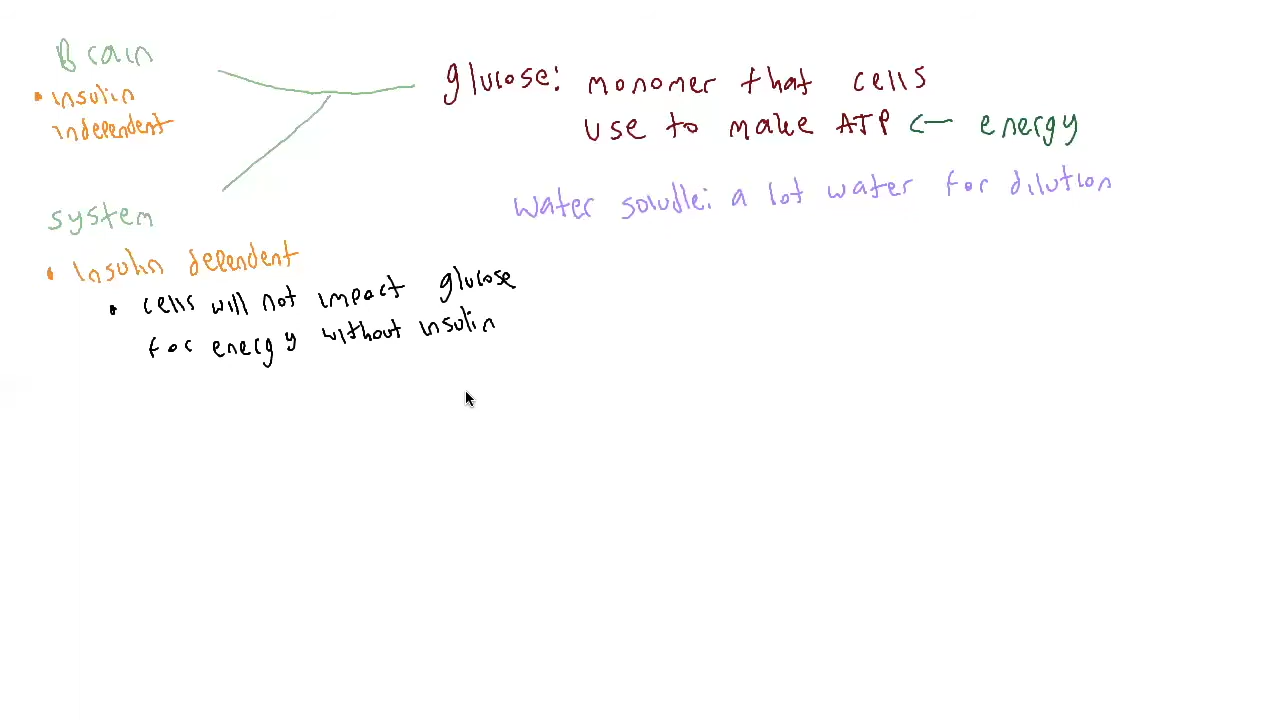 Brain
• insulin
independent
glucose: monomer that cells
use to make ATP <— energy
water soludle: a lot water for dilution
system
• insulin dependent
• cells will not impact glucose
for energy without insulin